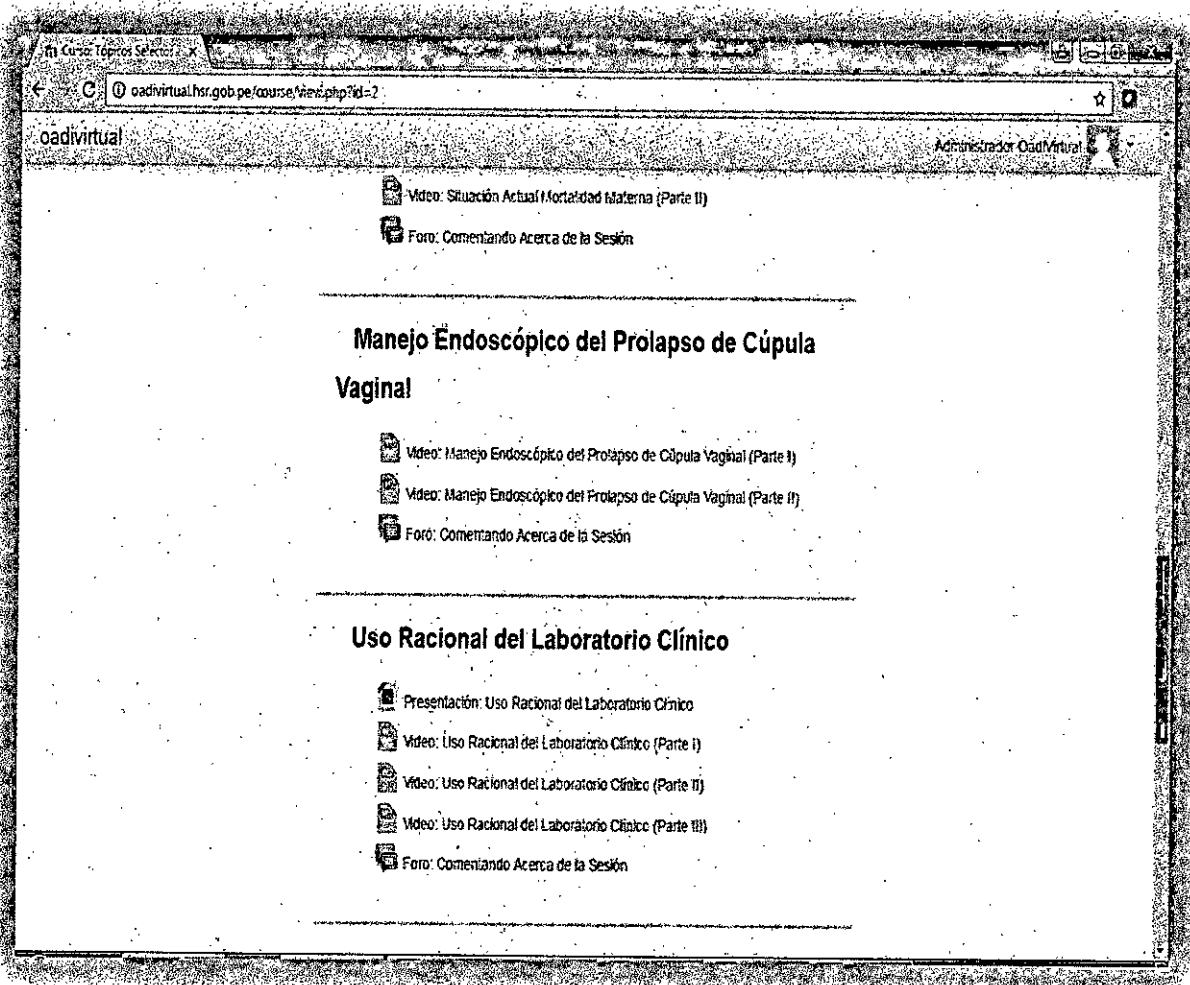 Curso: Tópicos Selecto
oadivirtual.hsr.gob.pe/course/view.php?id=2
oadivirtual
Administrador OadiVirtual
Video: Situación Actual Mortalidad Materna (Parte II)
Foro: Comentando Acerca de la Sesión
Manejo Endoscópico del Prolapso de Cúpula
Vaginal
Video: Manejo Endoscópico del Prolapso de Cúpula Vaginal (Parte I)
Video: Manejo Endoscópico del Prolapso de Cúpula Vaginal (Parte II)
Foro: Comentando Acerca de la Sesión
Uso Racional del Laboratorio Clínico
Presentación: Uso Racional del Laboratorio Clínico
Video: Uso Racional del Laboratorio Clínico (Parte I)
Video: Uso Racional del Laboratorio Clínico (Parte II)
Video: Uso Racional del Laboratorio Clínico (Parte III)
Foro: Comentando Acerca de la Sesión